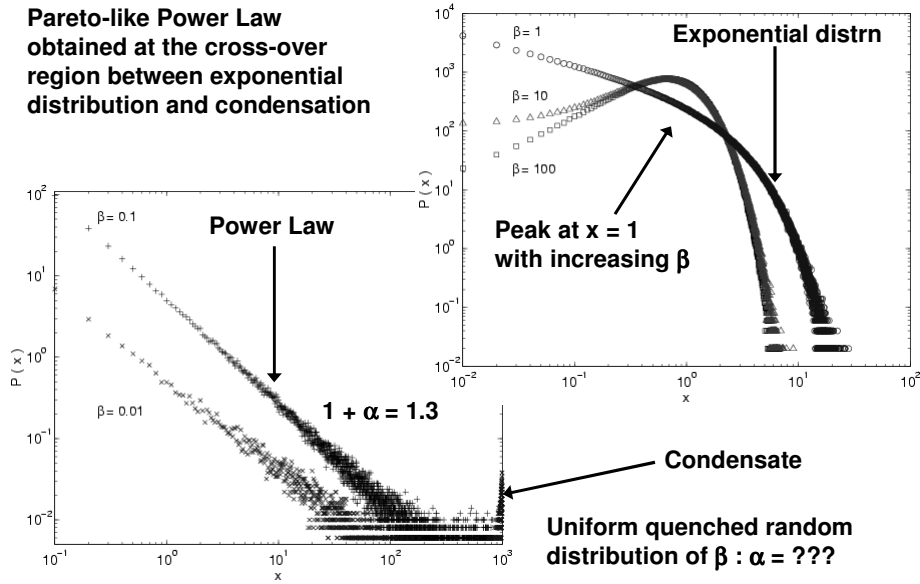 Pareto-like Power Law
obtained at the cross-over
region between exponential
distribution and condensation
10^5
10^4
10^3
10^2
10^1
10^0
10^-1
10^-2
P (x)
β = 1
β = 10
β = 100
Exponential distrn
Peak at x = 1
with increasing β
10^-2
10^-1
10^0
10^1
10^2
x
10^2
10^1
10^0
10^-1
10^-2
P (x)
β = 0.1
β = 0.01
Power Law
1 + α = 1.3
10^-1
10^0
10^1
10^2
10^3
x
Condensate
Uniform quenched random
distribution of β : α = ???